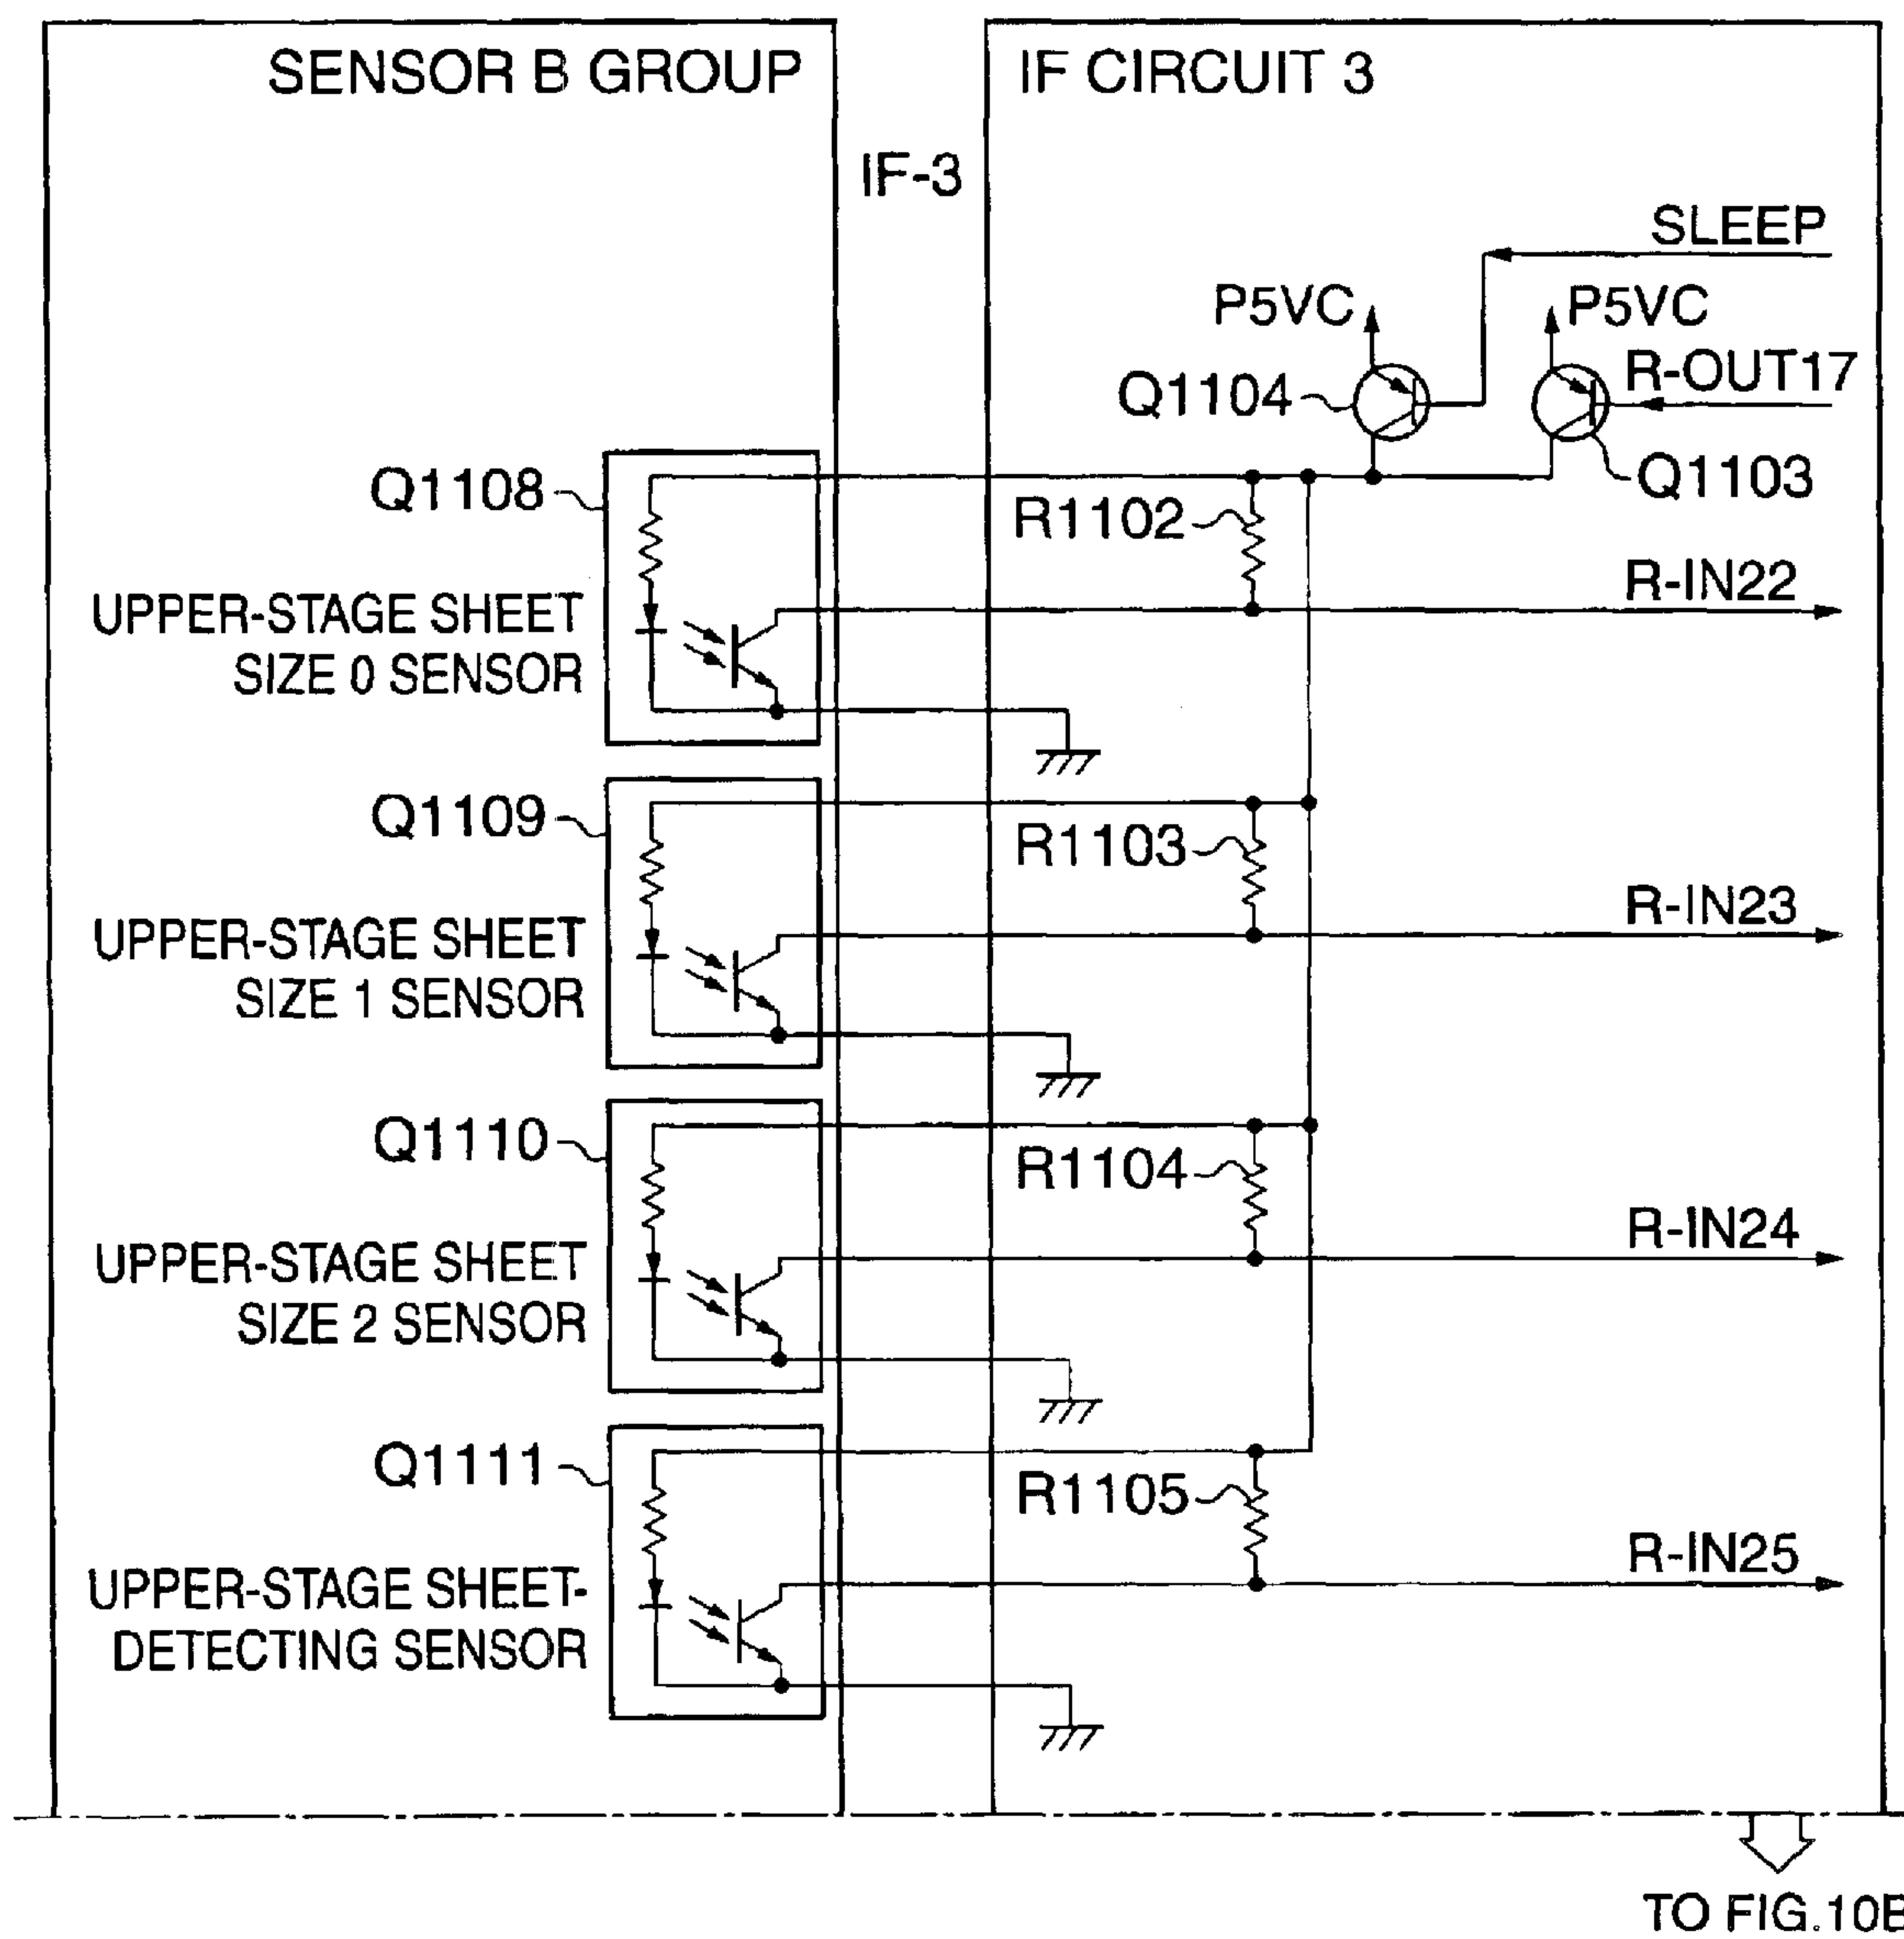 SENSOR B GROUP
IF-3
IF CIRCUIT 3
SLEEP
P5VC
P5VC
R-OUT17
Q1104
Q1103
Q1108
R1102
R-IN22
UPPER-STAGE SHEET
SIZE 0 SENSOR
Q1109
R1103
R-IN23
UPPER-STAGE SHEET
SIZE 1 SENSOR
Q1110
R1104
R-IN24
UPPER-STAGE SHEET
SIZE 2 SENSOR
Q1111
R1105
R-IN25
UPPER-STAGE SHEET-
DETECTING SENSOR
TO FIG.10B